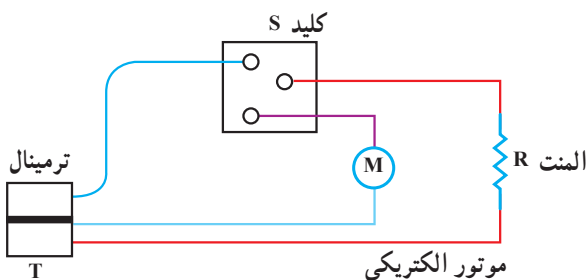 کلید S
ترمینال
T
M
المنت R
موتور الکتریکی